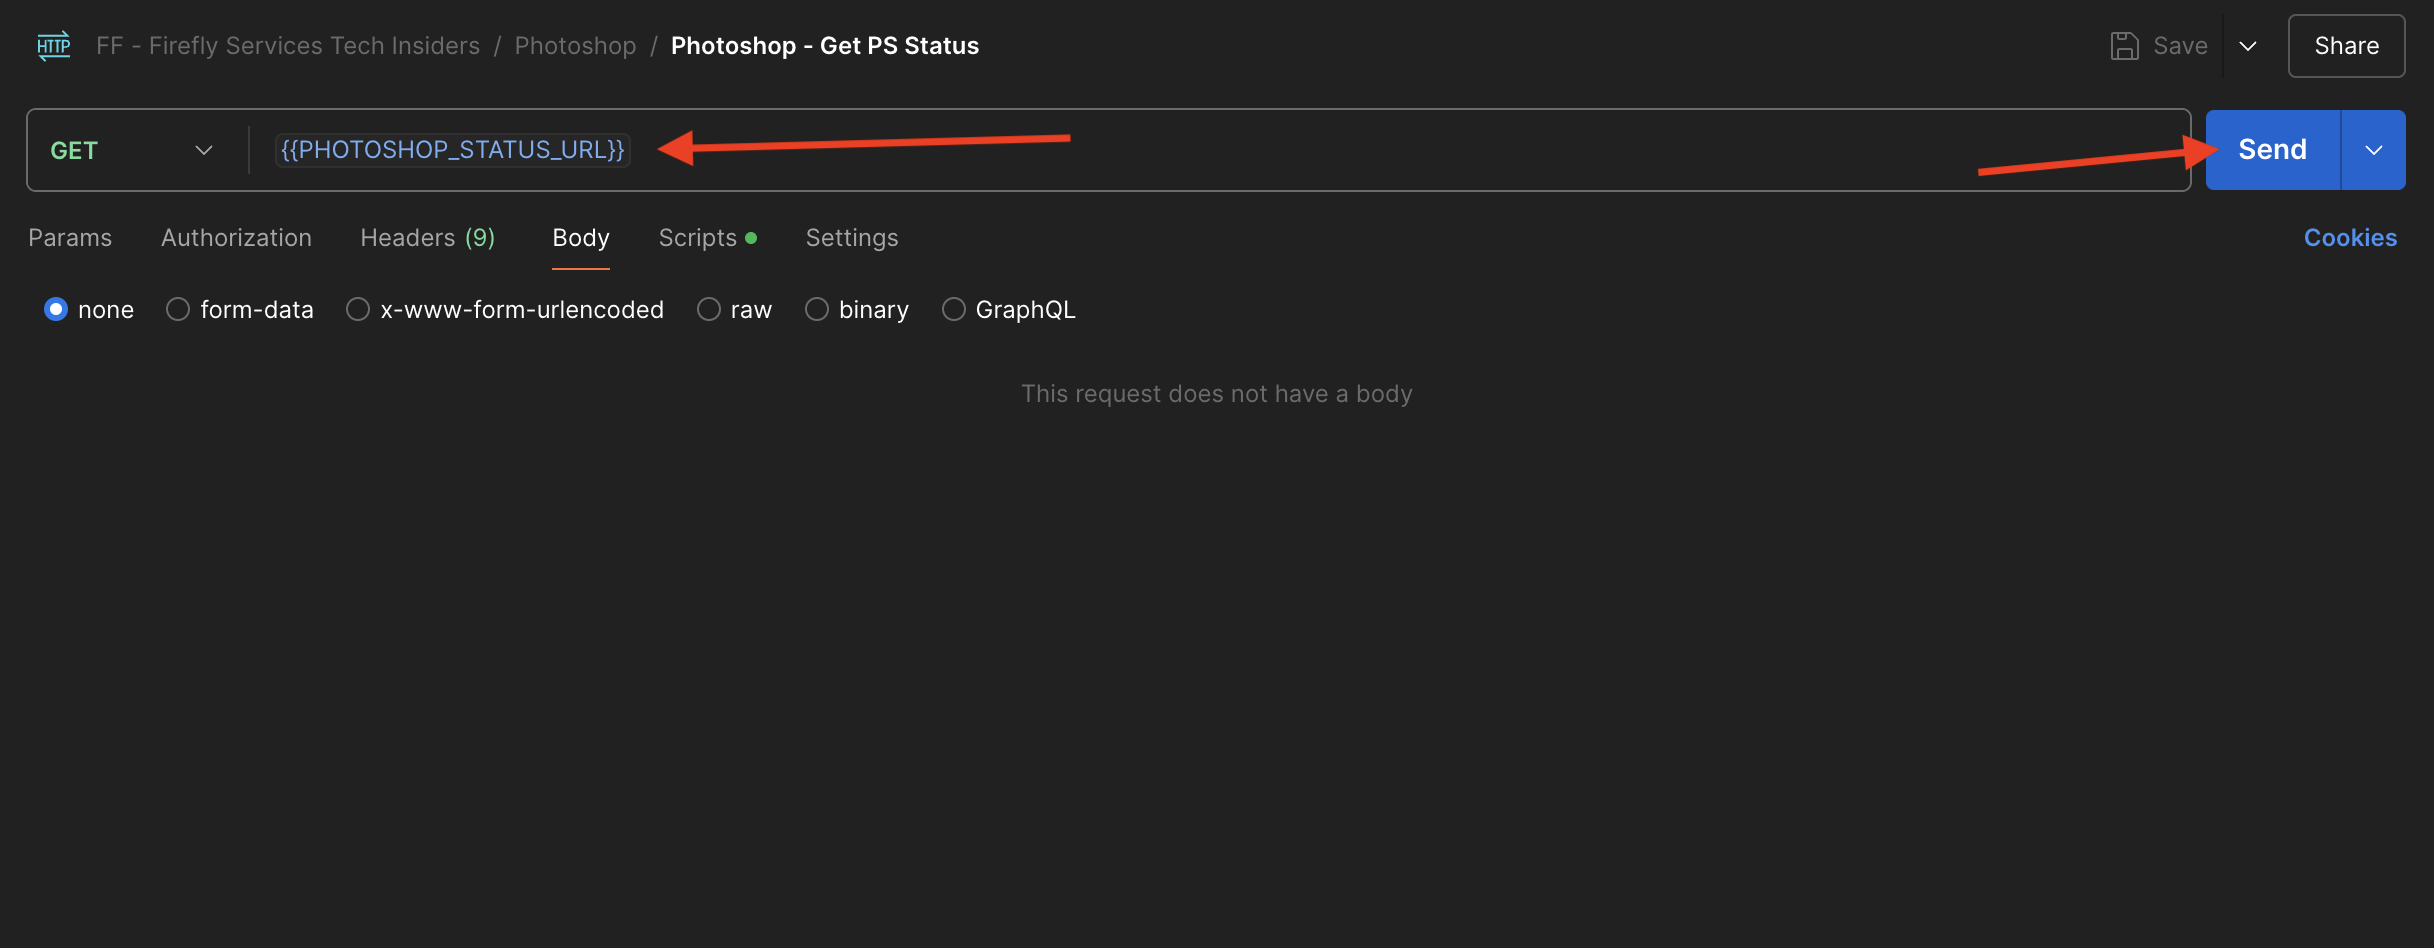 HTTP FF - Firefly Services Tech Insiders / Photoshop / Photoshop - Get PS Status Save Share
GET {{PHOTOSHOP_STATUS_URL}} Send
Params Authorization Headers (9) Body Scripts Settings Cookies
none form-data x-www-form-urlencoded raw binary GraphQL
This request does not have a body